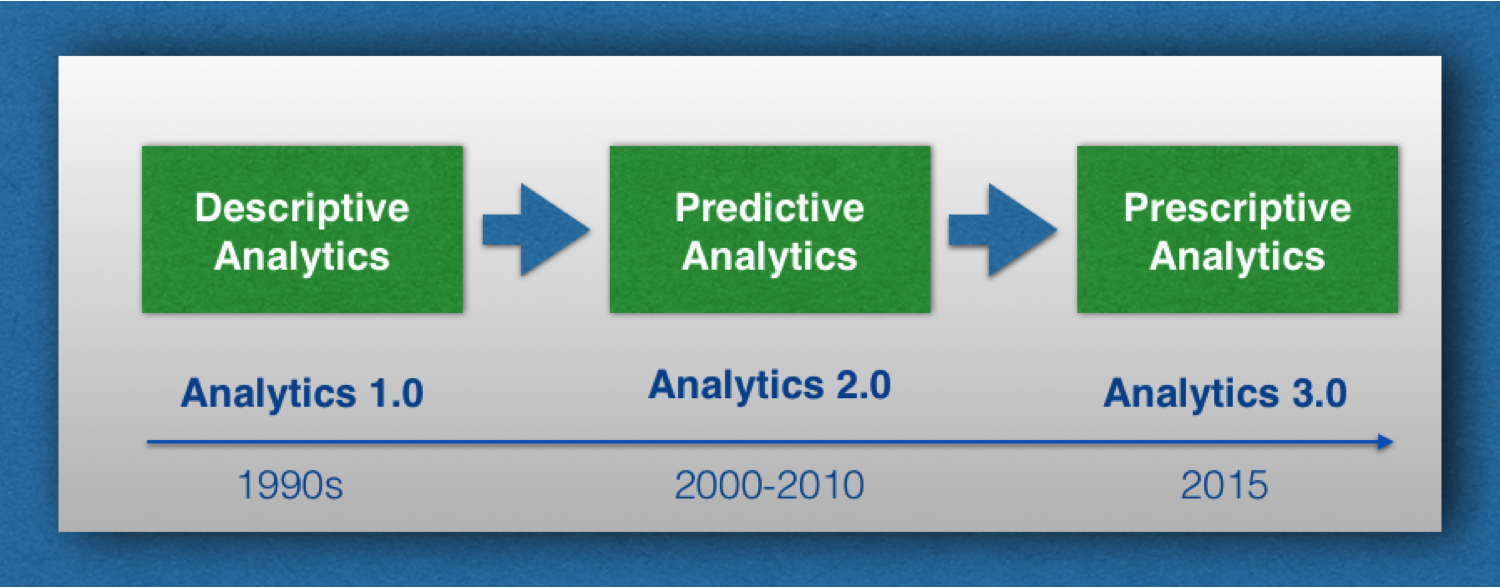 Descriptive
Analytics
Predictive
Analytics
Prescriptive
Analytics
Analytics 1.0
Analytics 2.0
Analytics 3.0
1990s
2000-2010
2015